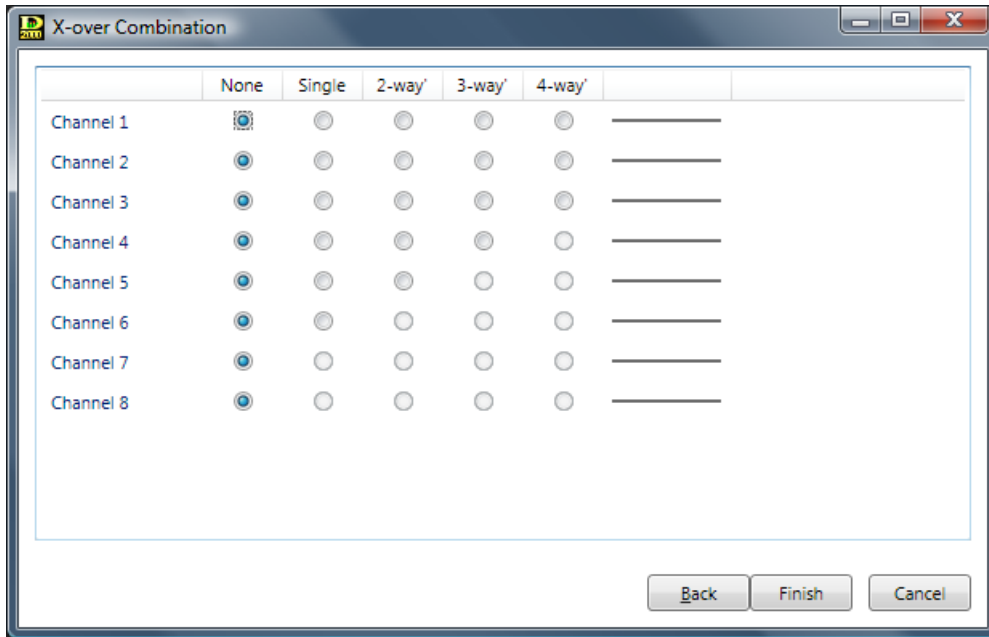 X-over Combination
None Single 2-way' 3-way' 4-way'
Channel 1
Channel 2
Channel 3
Channel 4
Channel 5
Channel 6
Channel 7
Channel 8
Back Finish Cancel